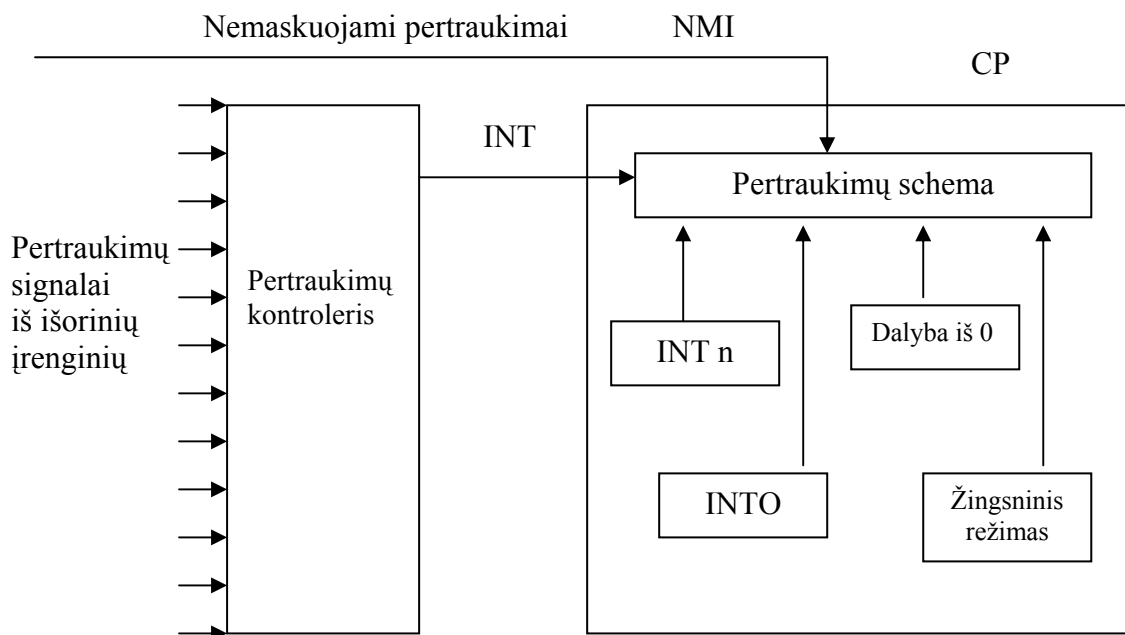 Nemaskuojami pertraukimai NMI
CP
INT
Pertraukimų schema
Pertraukimų
signalai
iš išorinių
įrenginių
Pertraukimų
kontroleris
INT n
Dalyba iš 0
INTO
Žingsninis
režimas